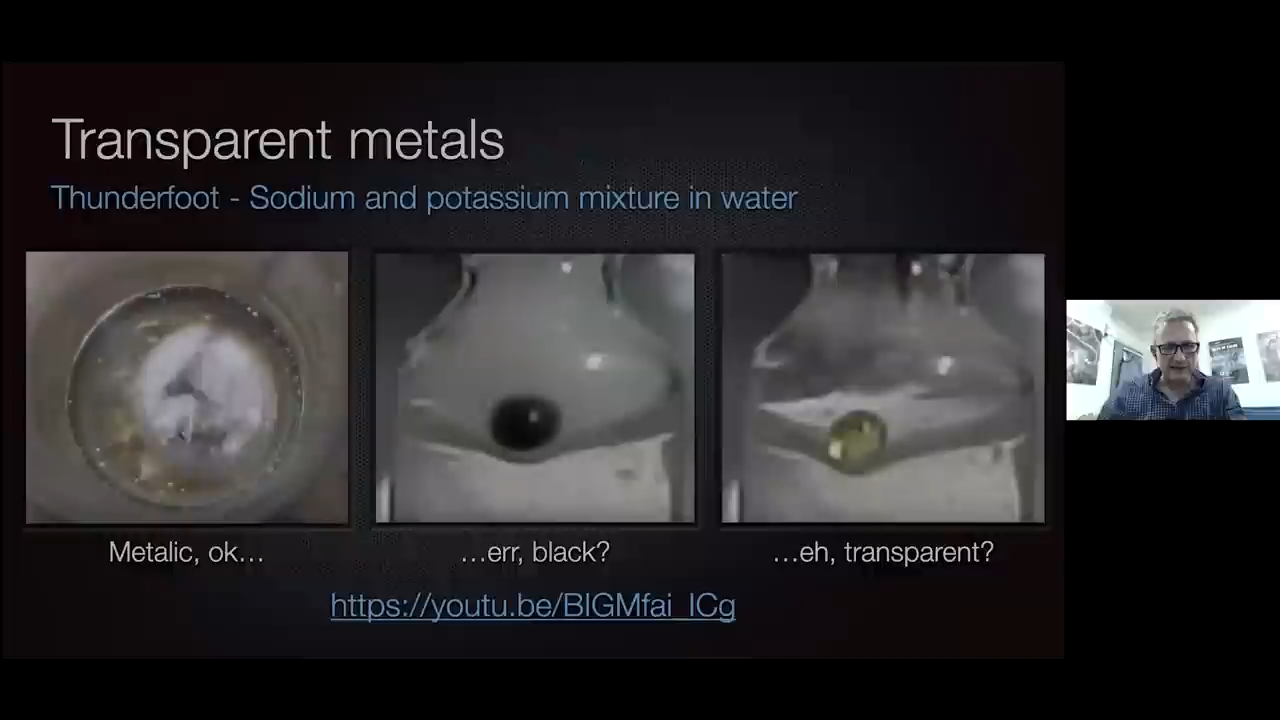 Transparent metals
Thunderfoot - Sodium and potassium mixture in water
Metalic, ok...
...err, black?
...eh, transparent?
https://youtu.be/BIGMfai_ICg